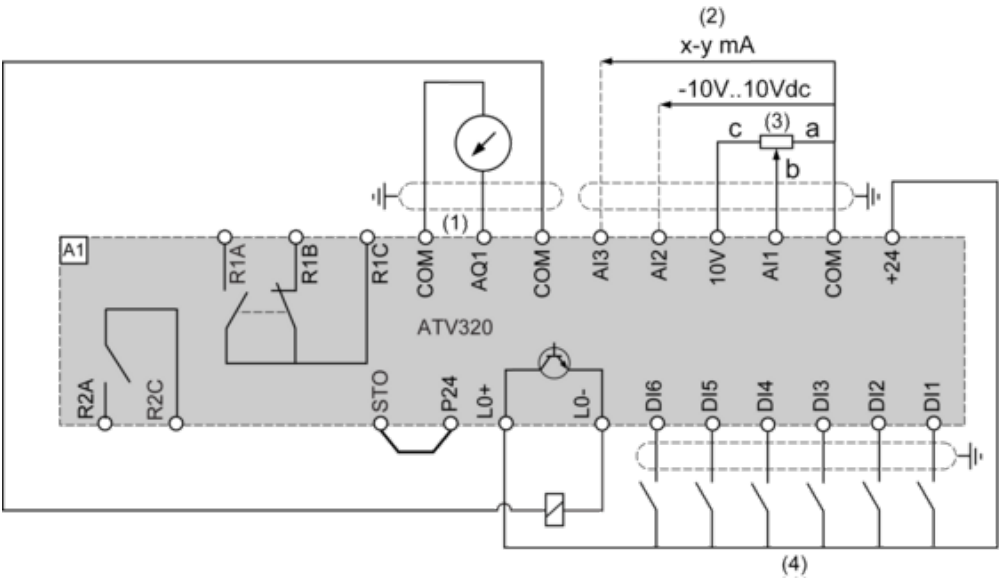 (2)
x-y mA
-10V..10Vdc
c
(3)
a
b
(1)
A1
R1A
R1B
R1C
COM
AQ1
COM
AI3
AI2
10V
AI1
COM
+24
ATV320
R2A
R2C
STO
P24
L0+
L0-
DI6
DI5
DI4
DI3
DI2
DI1
(4)